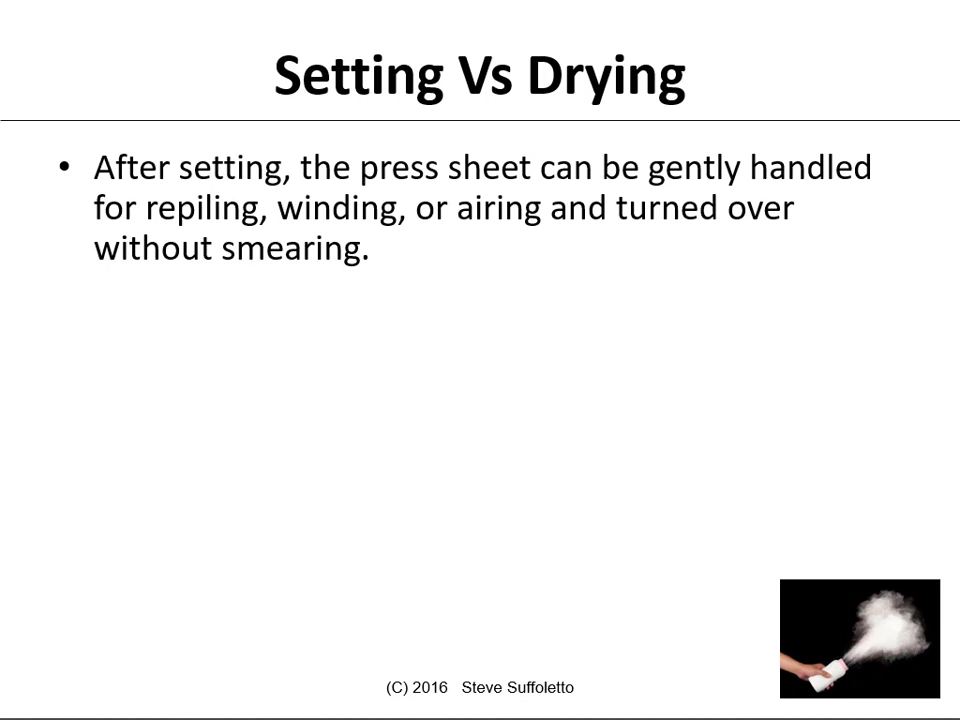 Setting Vs Drying
• After setting, the press sheet can be gently handled
for repiling, winding, or airing and turned over
without smearing.
(C) 2016 Steve Suffoletto